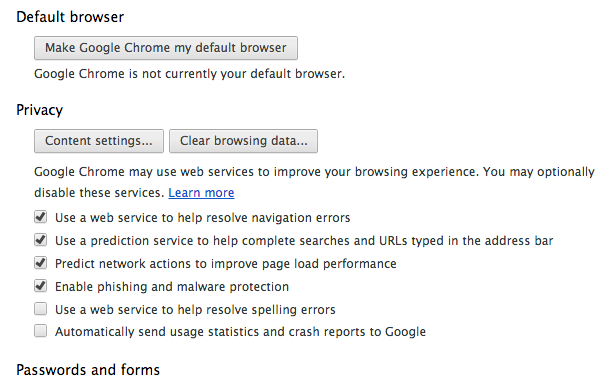 Default browser
Make Google Chrome my default browser
Google Chrome is not currently your default browser.
Privacy
Content settings... Clear browsing data...
Google Chrome may use web services to improve your browsing experience. You may optionally
disable these services. Learn more
Use a web service to help resolve navigation errors
Use a prediction service to help complete searches and URLs typed in the address bar
Predict network actions to improve page load performance
Enable phishing and malware protection
Use a web service to help resolve spelling errors
Automatically send usage statistics and crash reports to Google
Passwords and forms